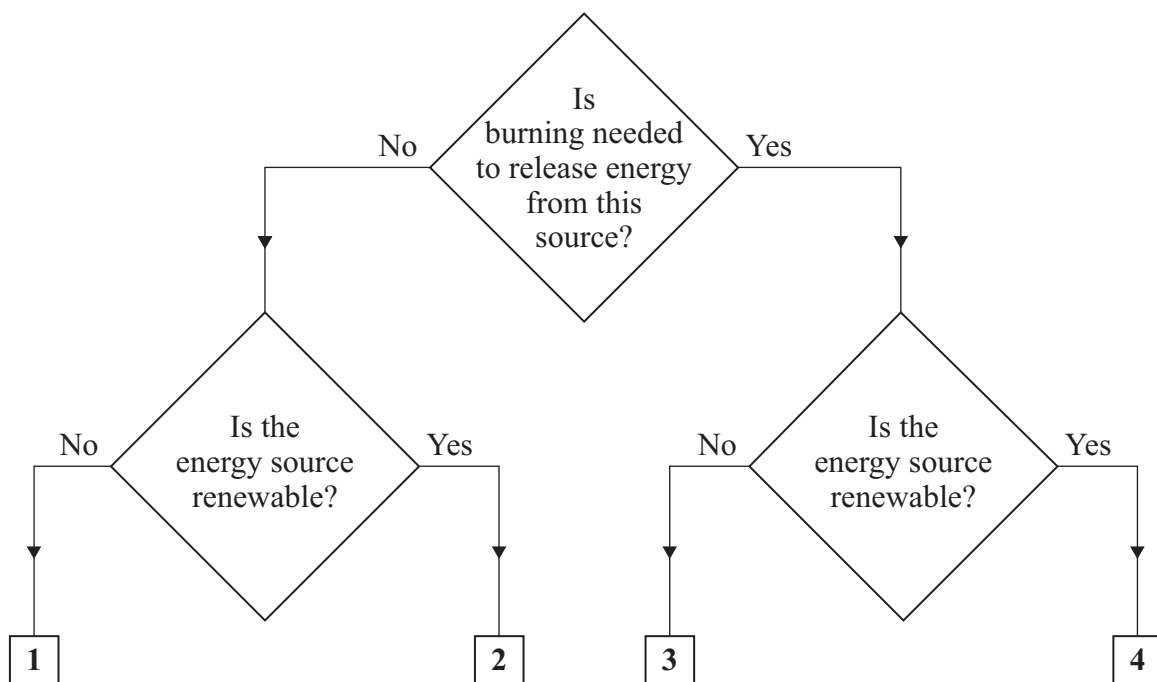 Is
burning needed
to release energy
from this
source?
No
Yes
Is the
energy source
renewable?
No
Yes
Is the
energy source
renewable?
No
Yes
1
2
3
4